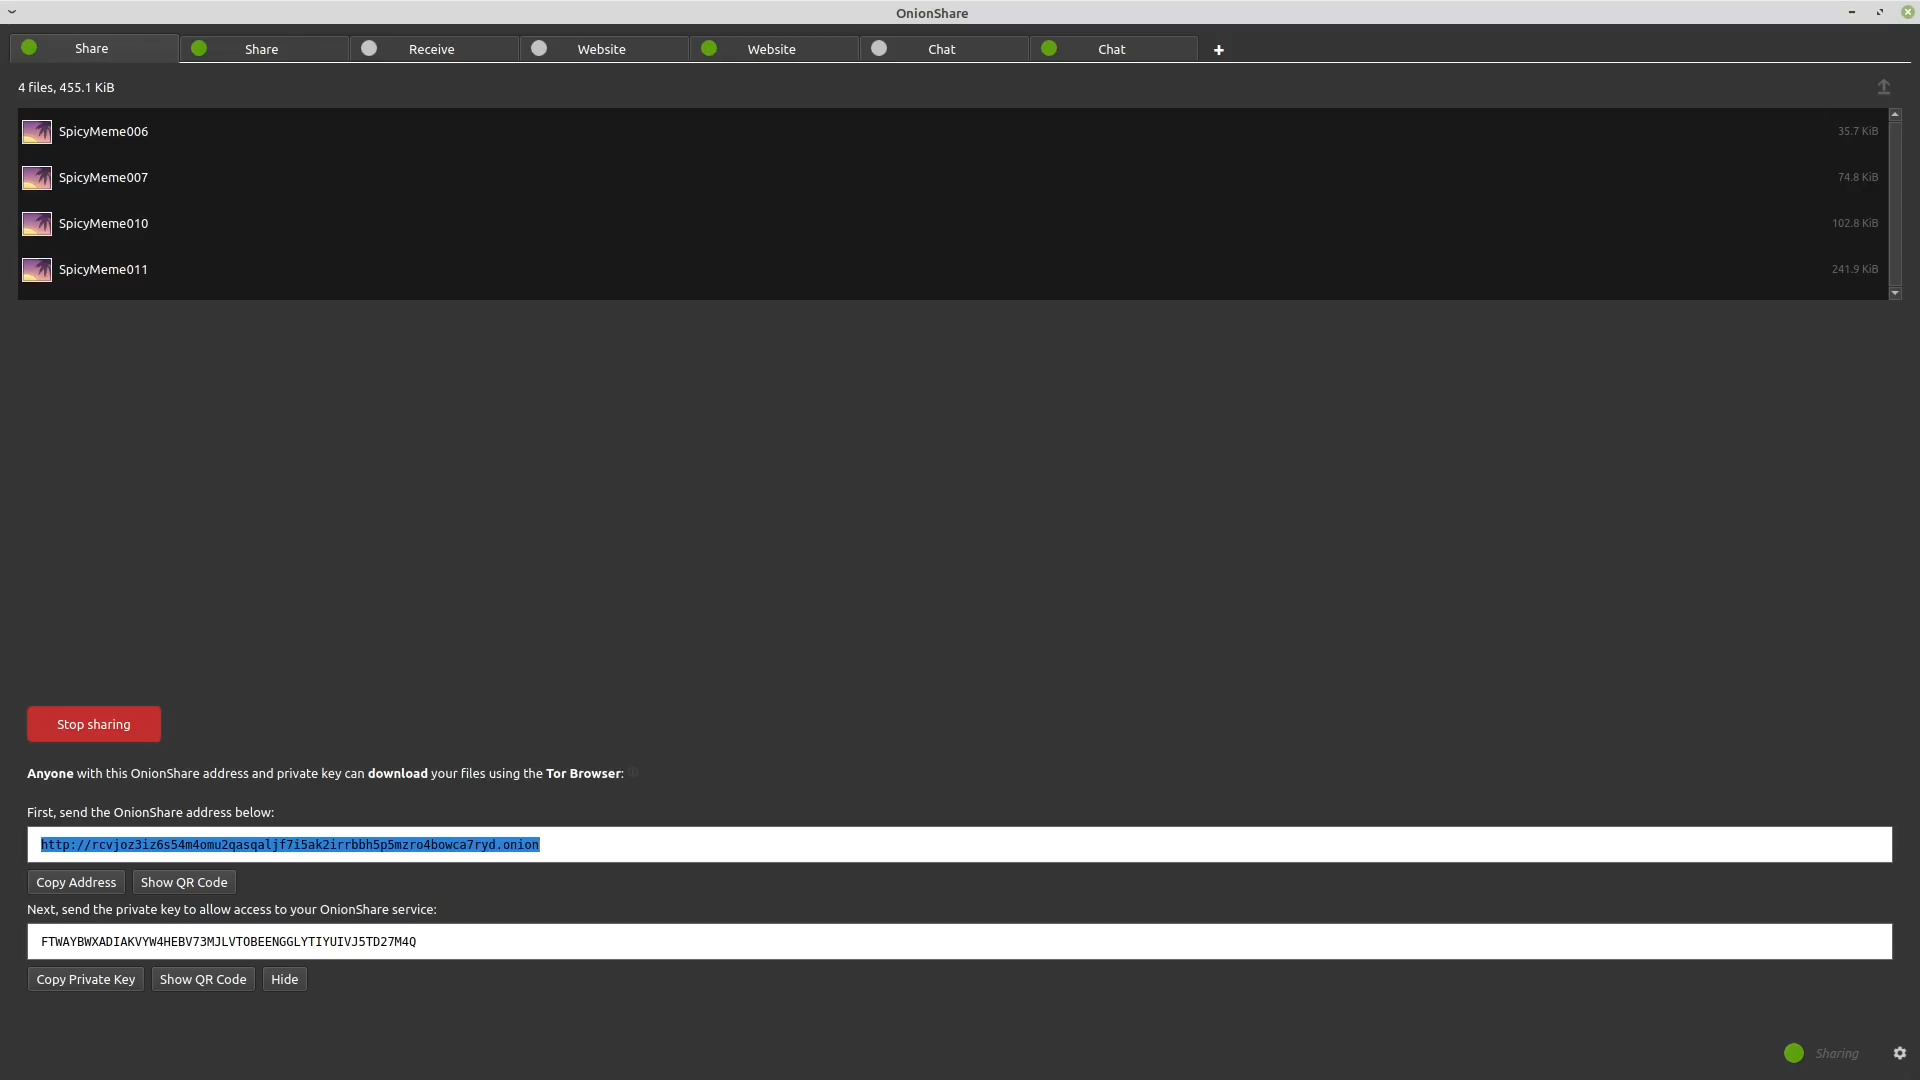 OnionShare
Share Share Receive Website Website Chat Chat
4 files, 455.1 KiB
SpicyMeme006 35.7 KiB
SpicyMeme007 74.8 KiB
SpicyMeme010 102.8 KiB
SpicyMeme011 241.9 KiB
Stop sharing
Anyone with this OnionShare address and private key can download your files using the Tor Browser:
First, send the OnionShare address below:
http://rcvjoz3iz6s54m4omu2qasqaljf7i5ak2irrbbh5p5mzro4bowca7ryd.onion
Copy Address Show QR Code
Next, send the private key to allow access to your OnionShare service:
FTWAYBWXADIAKVYW4HEBV73MJLVTOBEENGGLYTIYUIVJ5TD27M4Q
Copy Private Key Show QR Code Hide
Sharing